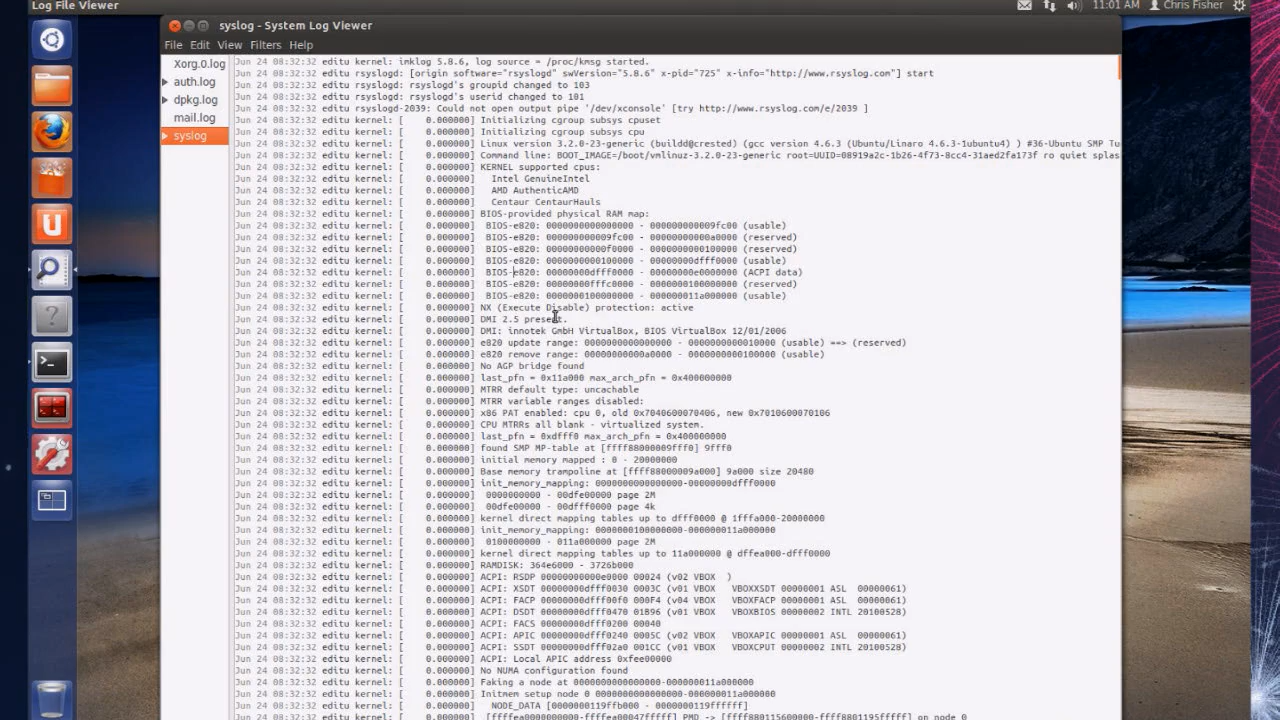 Log File Viewer
11:01 AM Chris Fisher
syslog - System Log Viewer
File Edit View Filters Help
Xorg.0.log
auth.log
dpkg.log
mail.log
syslog
Jun 24 08:32:32 editu kernel: imklog 5.8.6, log source = /proc/kmsg started.
Jun 24 08:32:32 editu rsyslogd: [origin software="rsyslogd" swVersion="5.8.6" x-pid="725" x-info="http://www.rsyslog.com"] start
Jun 24 08:32:32 editu rsyslogd: rsyslogd's groupid changed to 103
Jun 24 08:32:32 editu rsyslogd: rsyslogd's userid changed to 101
Jun 24 08:32:32 editu rsyslogd-2039: Could not open output pipe '/dev/xconsole' [try http://www.rsyslog.com/e/2039 ]
Jun 24 08:32:32 editu kernel: [ 0.000000] Initializing cgroup subsys cpuset
Jun 24 08:32:32 editu kernel: [ 0.000000] Initializing cgroup subsys cpu
Jun 24 08:32:32 editu kernel: [ 0.000000] Linux version 3.2.0-23-generic (buildd@crested) (gcc version 4.6.3 (Ubuntu/Linaro 4.6.3-1ubuntu4) ) #36-Ubuntu SMP Tu
Jun 24 08:32:32 editu kernel: [ 0.000000] Command line: BOOT_IMAGE=/boot/vmlinuz-3.2.0-23-generic root=UUID=08919a2c-1b26-4f73-8cc4-31aed2fa173f ro quiet splas
Jun 24 08:32:32 editu kernel: [ 0.000000] KERNEL supported cpus:
Jun 24 08:32:32 editu kernel: [ 0.000000] Intel GenuineIntel
Jun 24 08:32:32 editu kernel: [ 0.000000] AMD AuthenticAMD
Jun 24 08:32:32 editu kernel: [ 0.000000] Centaur CentaurHauls
Jun 24 08:32:32 editu kernel: [ 0.000000] BIOS-provided physical RAM map:
Jun 24 08:32:32 editu kernel: [ 0.000000] BIOS-e820: 0000000000000000 - 000000000009fc00 (usable)
Jun 24 08:32:32 editu kernel: [ 0.000000] BIOS-e820: 000000000009fc00 - 00000000000a0000 (reserved)
Jun 24 08:32:32 editu kernel: [ 0.000000] BIOS-e820: 00000000000f0000 - 0000000000100000 (reserved)
Jun 24 08:32:32 editu kernel: [ 0.000000] BIOS-e820: 0000000000100000 - 00000000dfff0000 (usable)
Jun 24 08:32:32 editu kernel: [ 0.000000] BIOS-e820: 00000000dfff0000 - 00000000e0000000 (ACPI data)
Jun 24 08:32:32 editu kernel: [ 0.000000] BIOS-e820: 00000000fffc0000 - 0000000100000000 (reserved)
Jun 24 08:32:32 editu kernel: [ 0.000000] BIOS-e820: 0000000100000000 - 000000011a000000 (usable)
Jun 24 08:32:32 editu kernel: [ 0.000000] NX (Execute Disable) protection: active
Jun 24 08:32:32 editu kernel: [ 0.000000] DMI 2.5 present.
Jun 24 08:32:32 editu kernel: [ 0.000000] DMI: innotek GmbH VirtualBox, BIOS VirtualBox 12/01/2006
Jun 24 08:32:32 editu kernel: [ 0.000000] e820 update range: 0000000000000000 - 0000000000010000 (usable) ==> (reserved)
Jun 24 08:32:32 editu kernel: [ 0.000000] e820 remove range: 00000000000a0000 - 0000000000100000 (usable)
Jun 24 08:32:32 editu kernel: [ 0.000000] No AGP bridge found
Jun 24 08:32:32 editu kernel: [ 0.000000] last_pfn = 0x11a000 max_arch_pfn = 0x400000000
Jun 24 08:32:32 editu kernel: [ 0.000000] MTRR default type: uncachable
Jun 24 08:32:32 editu kernel: [ 0.000000] MTRR variable ranges disabled:
Jun 24 08:32:32 editu kernel: [ 0.000000] x86 PAT enabled: cpu 0, old 0x7040600070406, new 0x7010600070106
Jun 24 08:32:32 editu kernel: [ 0.000000] CPU MTRRs all blank - virtualized system.
Jun 24 08:32:32 editu kernel: [ 0.000000] last_pfn = 0xdfff0 max_arch_pfn = 0x400000000
Jun 24 08:32:32 editu kernel: [ 0.000000] found SMP MP-table at [ffff88000009fff0] 9fff0
Jun 24 08:32:32 editu kernel: [ 0.000000] initial memory mapped : 0 - 20000000
Jun 24 08:32:32 editu kernel: [ 0.000000] Base memory trampoline at [ffff88000009a000] 9a000 size 20480
Jun 24 08:32:32 editu kernel: [ 0.000000] init_memory_mapping: 0000000000000000-00000000dfff0000
Jun 24 08:32:32 editu kernel: [ 0.000000] 0000000000 - 00dfe00000 page 2M
Jun 24 08:32:32 editu kernel: [ 0.000000] 00dfe00000 - 00dfff0000 page 4k
Jun 24 08:32:32 editu kernel: [ 0.000000] kernel direct mapping tables up to dfff0000 @ 1fffa000-20000000
Jun 24 08:32:32 editu kernel: [ 0.000000] init_memory_mapping: 0000000100000000-000000011a000000
Jun 24 08:32:32 editu kernel: [ 0.000000] 0100000000 - 011a000000 page 2M
Jun 24 08:32:32 editu kernel: [ 0.000000] kernel direct mapping tables up to 11a000000 @ dffea000-dfff0000
Jun 24 08:32:32 editu kernel: [ 0.000000] RAMDISK: 364eb000 - 3726b000
Jun 24 08:32:32 editu kernel: [ 0.000000] ACPI: RSDP 00000000000e0000 00024 (v02 VBOX )
Jun 24 08:32:32 editu kernel: [ 0.000000] ACPI: XSDT 00000000dfff0030 0003C (v01 VBOX VBOXXSDT 00000001 ASL 00000061)
Jun 24 08:32:32 editu kernel: [ 0.000000] ACPI: FACP 00000000dfff00f0 000F4 (v04 VBOX VBOXFACP 00000001 ASL 00000061)
Jun 24 08:32:32 editu kernel: [ 0.000000] ACPI: DSDT 00000000dfff0470 01B96 (v01 VBOX VBOXBIOS 00000002 INTL 20100528)
Jun 24 08:32:32 editu kernel: [ 0.000000] ACPI: FACS 00000000dfff0200 00040
Jun 24 08:32:32 editu kernel: [ 0.000000] ACPI: APIC 00000000dfff0240 0005C (v02 VBOX VBOXAPIC 00000001 ASL 00000061)
Jun 24 08:32:32 editu kernel: [ 0.000000] ACPI: SSDT 00000000dfff02a0 001CC (v01 VBOX VBOXCPUT 00000002 INTL 20100528)
Jun 24 08:32:32 editu kernel: [ 0.000000] ACPI: Local APIC address 0xfee00000
Jun 24 08:32:32 editu kernel: [ 0.000000] No NUMA configuration found
Jun 24 08:32:32 editu kernel: [ 0.000000] Faking a node at 0000000000000000-000000011a000000
Jun 24 08:32:32 editu kernel: [ 0.000000] Initmem setup node 0 0000000000000000-000000011a000000
Jun 24 08:32:32 editu kernel: [ 0.000000] NODE_DATA [0000000119ffb000 - 0000000119ffffff]
Jun 24 08:32:32 editu kernel: [ 0.000000] [ffffea0000000000-ffffea00047fffff] PMD -> [ffff880115600000-ffff8801195fffff] on node 0